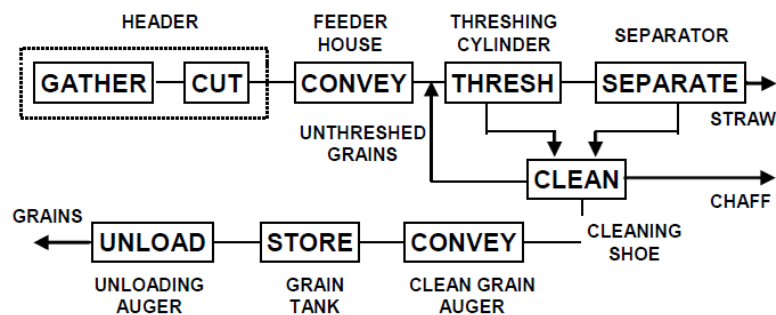 HEADER
FEEDER
HOUSE
THRESHING
CYLINDER
SEPARATOR
GATHER
CUT
CONVEY
THRESH
SEPARATE
STRAW
UNTHRESHED
GRAINS
CLEAN
CHAFF
GRAINS
UNLOAD
STORE
CONVEY
CLEANING
SHOE
UNLOADING
AUGER
GRAIN
TANK
CLEAN GRAIN
AUGER